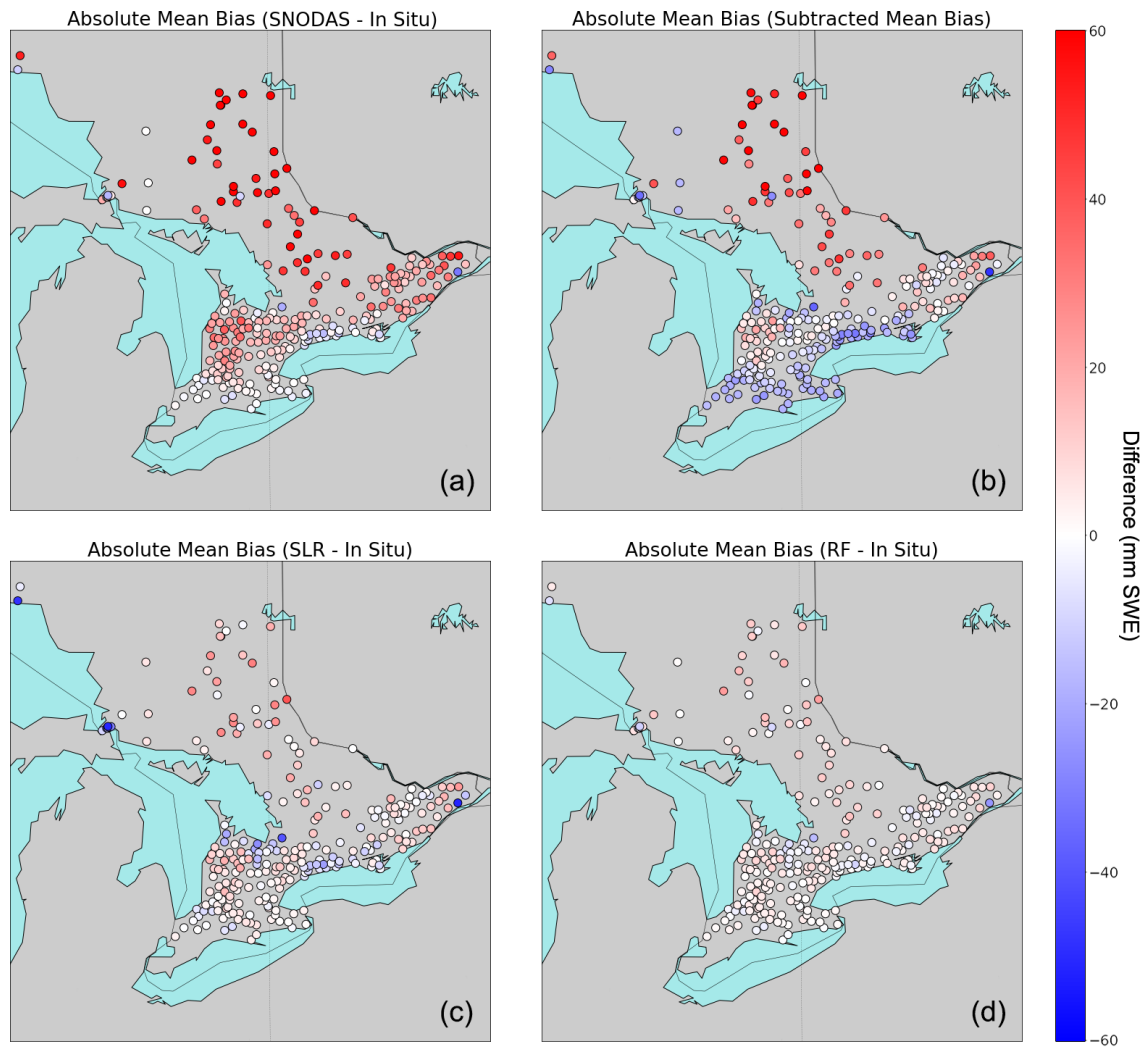 Absolute Mean Bias (SNODAS - In Situ)
Absolute Mean Bias (Subtracted Mean Bias)
(a)
(b)
Absolute Mean Bias (SLR - In Situ)
Absolute Mean Bias (RF - In Situ)
(c)
(d)
60
40
20
0
−20
−40
−60
Difference (mm SWE)